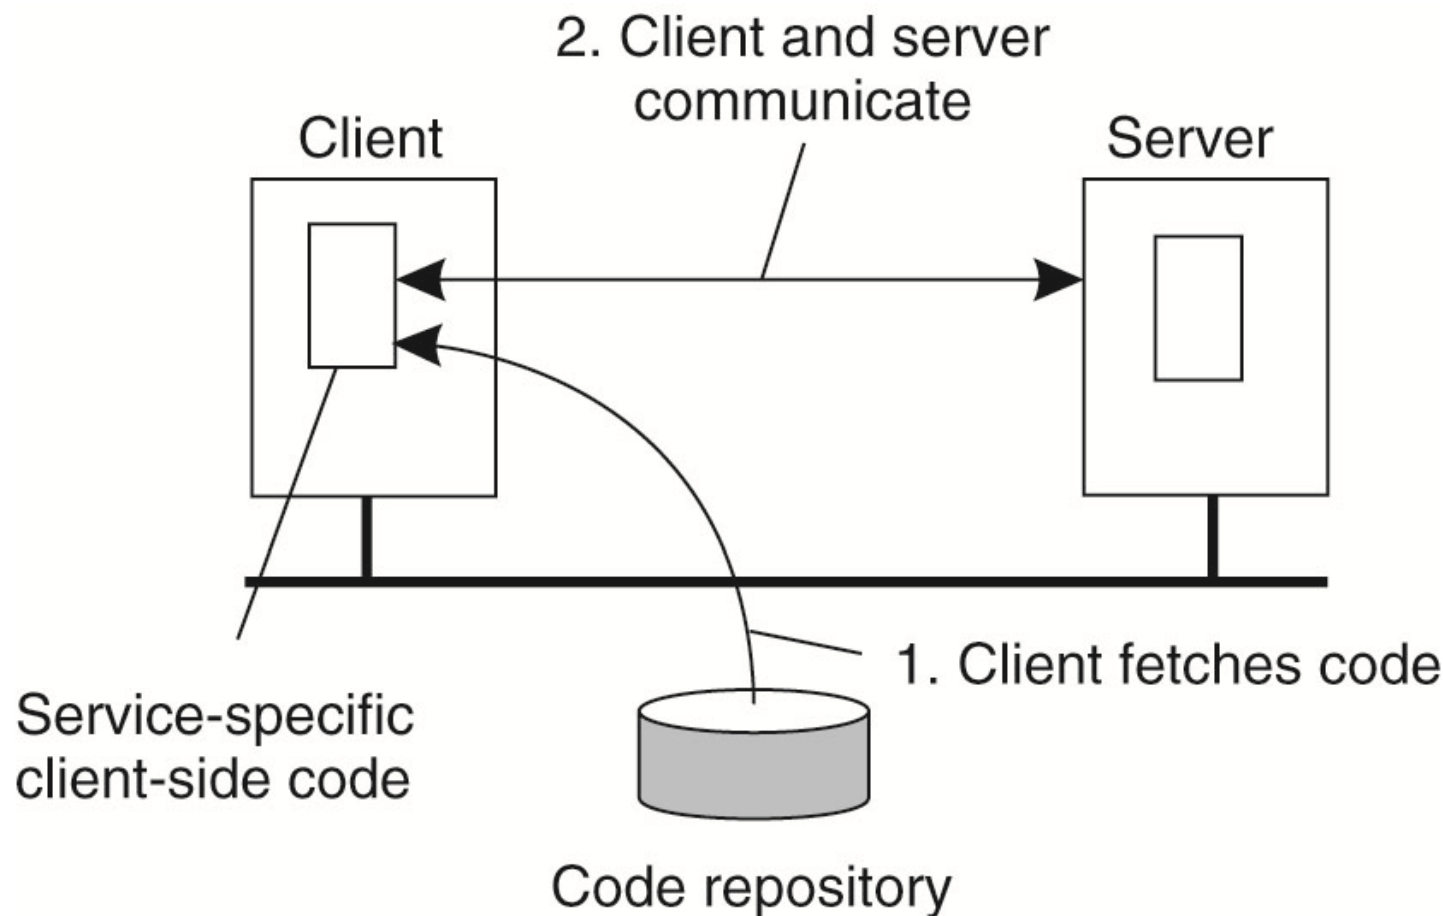 2. Client and server
communicate
Client
Server
1. Client fetches code
Service-specific
client-side code
Code repository